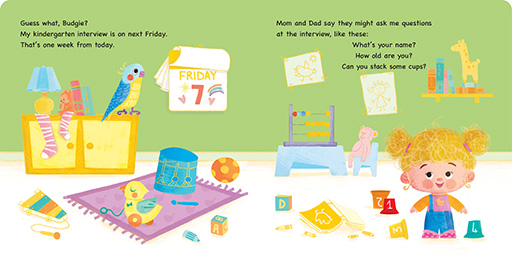 Guess what, Budgie?
My kindergarten interview is on next Friday.
That's one week from today.
FRIDAY
7
Mom and Dad say they might ask me questions
at the interview, like these:
What's your name?
How old are you?
Can you stack some cups?
D
A
D
M
1
4